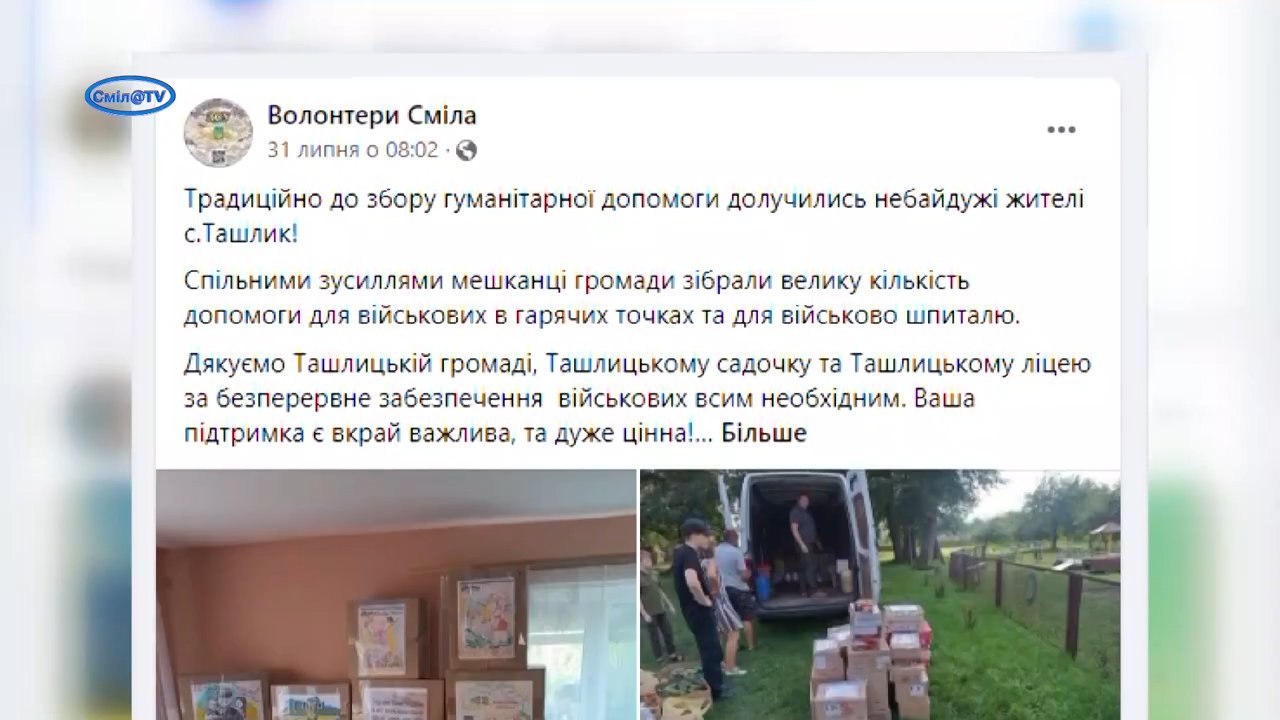 Сміл@TV
Волонтери Сміла
31 липня о 08:02 ·
Традиційно до збору гуманітарної допомоги долучились небайдужі жителі
с.Ташлик!
Спільними зусиллями мешканці громади зібрали велику кількість
допомоги для військових в гарячих точках та для військово шпиталю.
Дякуємо Ташлицькій громаді, Ташлицькому садочку та Ташлицькому ліцею
за безперервне забезпечення військових всим необхідним. Ваша
підтримка є вкрай важлива, та дуже цінна!... Більше